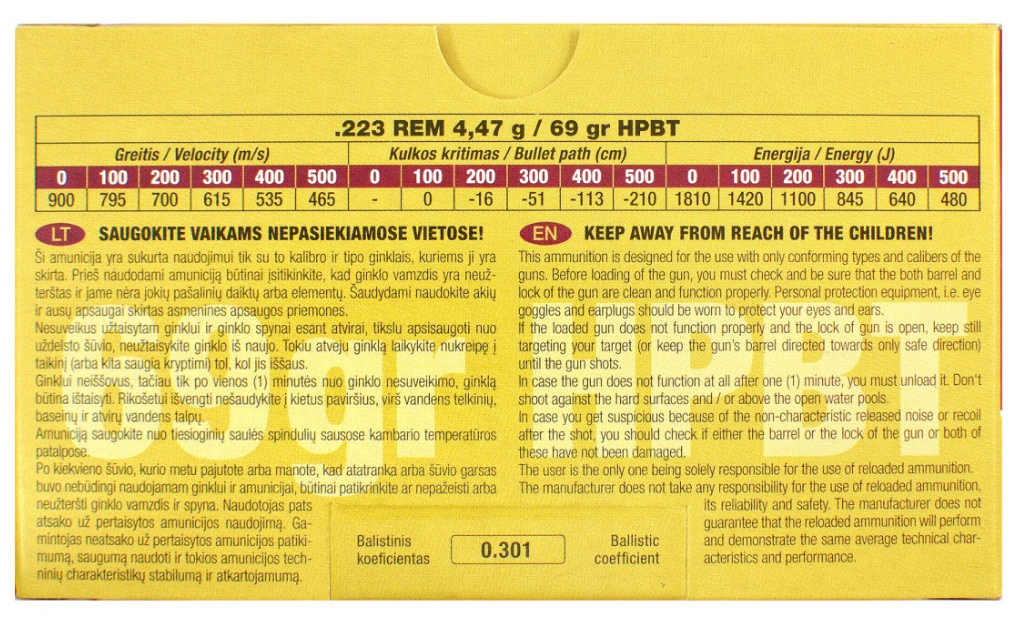 .223 REM 4,47 g / 69 gr HPBT
Greitis / Velocity (m/s) Kulkos kritimas / Bullet path (cm) Energija / Energy (J)
0 100 200 300 400 500 0 100 200 300 400 500 0 100 200 300 400 500
900 795 700 615 535 465 - 0 -16 -51 -113 -210 1810 1420 1100 845 640 480
LT SAUGOKITE VAIKAMS NEPASIEKIAMOSE VIETOSE!
Ši amunicija yra sukurta naudojimui tik su to kalibro ir tipo ginklais, kuriems ji yra
skirta. Prieš naudodami amuniciją būtinai įsitikinkite, kad ginklo vamzdis yra neuž-
terštas ir jame nėra jokių pašalinių daiktų arba elementų. Šaudydami naudokite akių
ir ausų apsaugai skirtas asmenines apsaugos priemones.
Nesuveikus užtaisytam ginklui ir ginklo spynai esant atvirai, tikslu apsisaugoti nuo
uždelsto šūvio, neužtaisykite ginklo iš naujo. Tokiu atveju ginklą laikykite nukreipę į
taikinį (arba kita saugia kryptimi) tol, kol jis iššaus.
Ginklui neiššovus, tačiau tik po vienos (1) minutės nuo ginklo nesuveikimo, ginklą
būtina ištaisyti. Rikošetui išvengti nešaudykite į kietus paviršius, virš vandens telkinių,
baseinų ir atvirų vandens talpų.
Amuniciją saugokite nuo tiesioginių saulės spindulių sausose kambario temperatūros
patalpose.
Po kiekvieno šūvio, kurio metu pajutote arba manote, kad atatranka arba šūvio garsas
buvo nebūdingi naudojamam ginklui ir amunicijai, būtinai patikrinkite ar nepažeisti arba
neužteršti ginklo vamzdis ir spyna. Naudotojas pats
atsako už pertaisytos amunicijos naudojimą. Ga-
mintojas neatsako už pertaisytos amunicijos patiki-
mumą, saugumą naudoti ir tokios amunicijos tech-
ninių charakteristikų stabilumą ir atkartojamumą.
EN KEEP AWAY FROM REACH OF THE CHILDREN!
This ammunition is designed for the use with only conforming types and calibers of the
guns. Before loading of the gun, you must check and be sure that the both barrel and
lock of the gun are clean and function properly. Personal protection equipment, i.e. eye
goggles and earplugs should be worn to protect your eyes and ears.
If the loaded gun does not function properly and the lock of gun is open, keep still
targeting your target (or keep the gun's barrel directed towards only safe direction)
until the gun shots.
In case the gun does not function at all after one (1) minute, you must unload it. Don't
shoot against the hard surfaces and / or above the open water pools.
In case you get suspicious because of the non-characteristic released noise or recoil
after the shot, you should check if either the barrel or the lock of the gun or both of
these have not been damaged.
The user is the only one being solely responsible for the use of reloaded ammunition.
The manufacturer does not take any responsibility for the use of reloaded ammunition,
its reliability and safety. The manufacturer does not
guarantee that the reloaded ammunition will perform
and demonstrate the same average technical char-
acteristics and performance.
69gr HPBT
Balistinis
koeficientas
0.301
Ballistic
coefficient